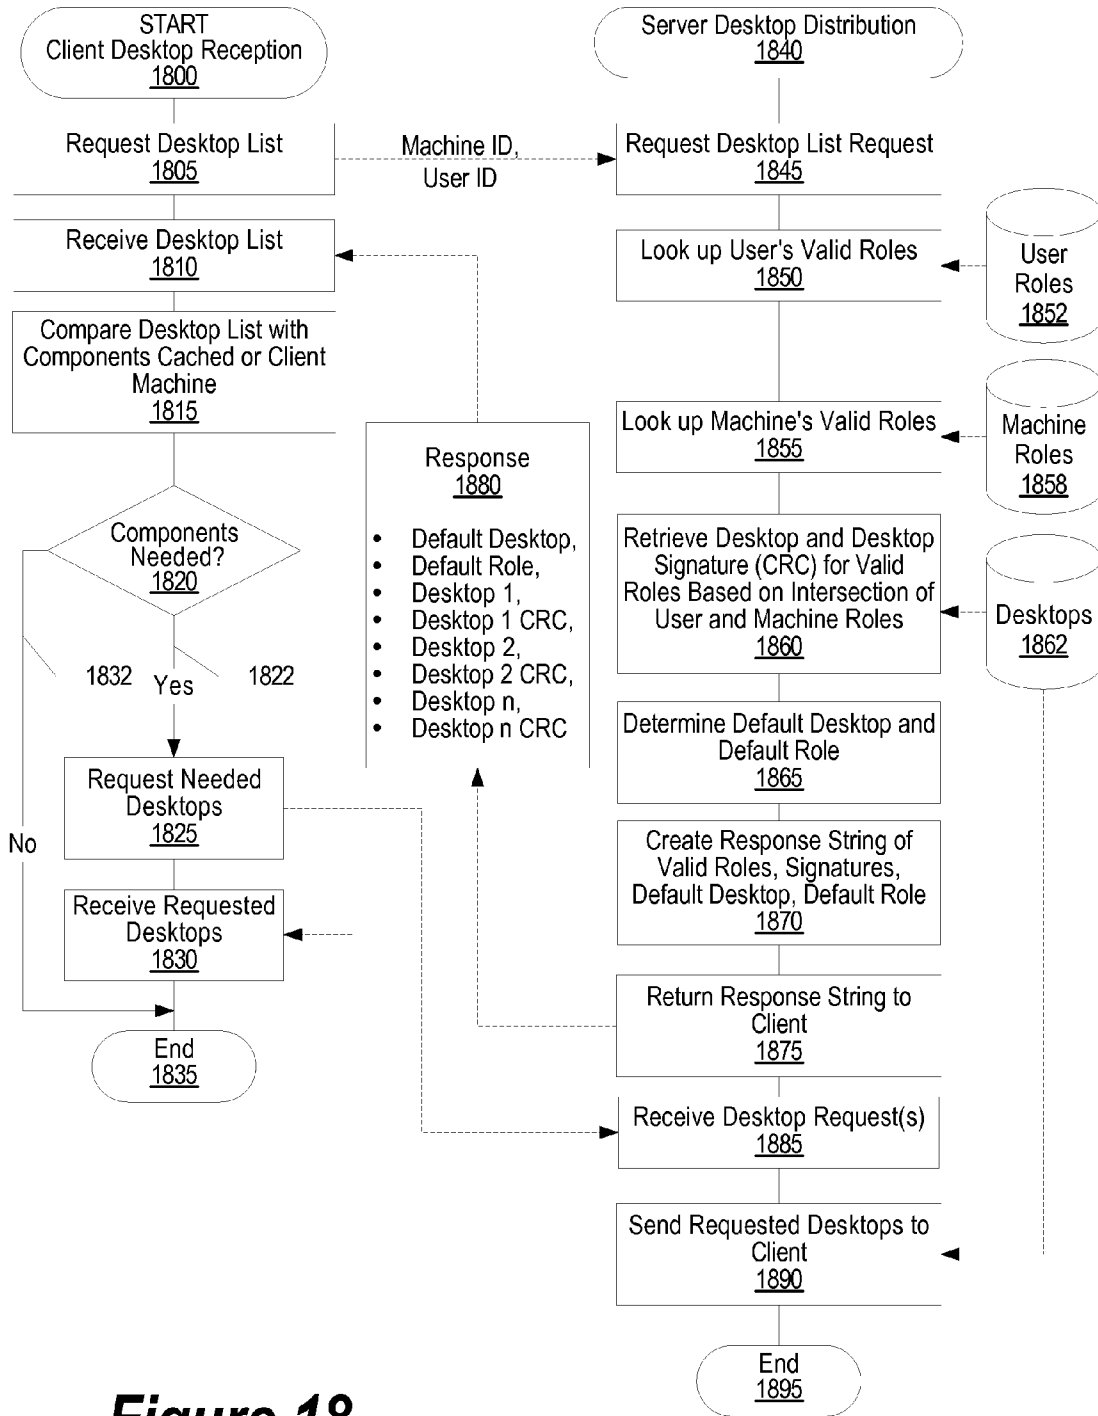 START
Client Desktop Reception
1800
Request Desktop List
1805
Machine ID,
User ID
Receive Desktop List
1810
Compare Desktop List with
Components Cached or Client
Machine
1815
Components
Needed?
1820
1832
Yes
1822
No
Request Needed
Desktops
1825
Receive Requested
Desktops
1830
End
1835
Response
1880
• Default Desktop,
• Default Role,
• Desktop 1,
• Desktop 1 CRC,
• Desktop 2,
• Desktop 2 CRC,
• Desktop n,
• Desktop n CRC
Server Desktop Distribution
1840
Request Desktop List Request
1845
Look up User's Valid Roles
1850
User
Roles
1852
Look up Machine's Valid Roles
1855
Machine
Roles
1858
Retrieve Desktop and Desktop
Signature (CRC) for Valid
Roles Based on Intersection of
User and Machine Roles
1860
Desktops
1862
Determine Default Desktop and
Default Role
1865
Create Response String of
Valid Roles, Signatures,
Default Desktop, Default Role
1870
Return Response String to
Client
1875
Receive Desktop Request(s)
1885
Send Requested Desktops to
Client
1890
End
1895
Figure 18